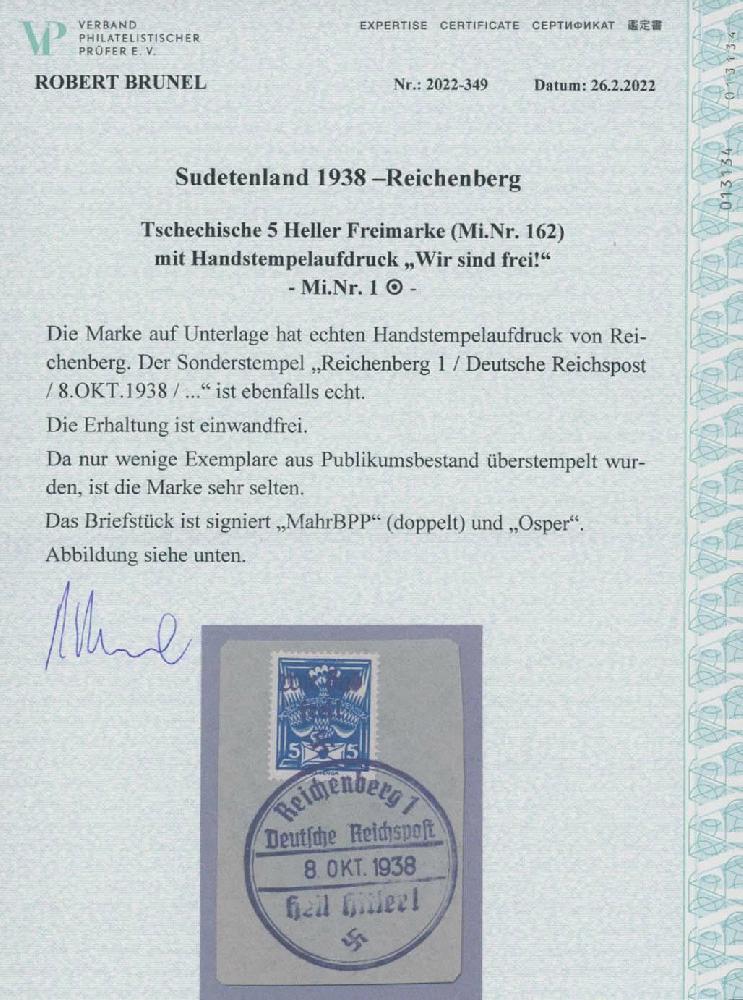 VP
VERBAND
PHILATELISTISCHER
PRÜFER E. V.
EXPERTISE CERTIFICATE СЕРТИФИКАТ 鑑定書
ROBERT BRUNEL
Nr.: 2022-349
Datum: 26.2.2022
013134
013134
Sudetenland 1938 –Reichenberg
Tschechische 5 Heller Freimarke (Mi.Nr. 162)
mit Handstempelaufdruck „Wir sind frei!“
- Mi.Nr. 1 ⊙ -
Die Marke auf Unterlage hat echten Handstempelaufdruck von Rei-
chenberg. Der Sonderstempel „Reichenberg 1 / Deutsche Reichspost
/ 8.OKT.1938 / ...“ ist ebenfalls echt.
Die Erhaltung ist einwandfrei.
Da nur wenige Exemplare aus Publikumsbestand überstempelt wur-
den, ist die Marke sehr selten.
Das Briefstück ist signiert „MahrBPP“ (doppelt) und „Osper“.
Abbildung siehe unten.
5 5
Reichenberg 1
Deutsche Reichspost
8. OKT. 1938
Heil Hitler!